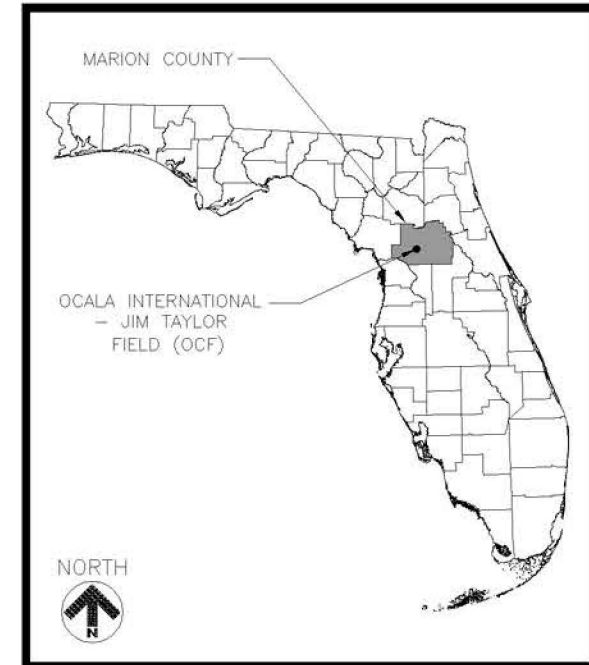 MARION COUNTY
OCALA INTERNATIONAL
– JIM TAYLOR
FIELD (OCF)
NORTH
N